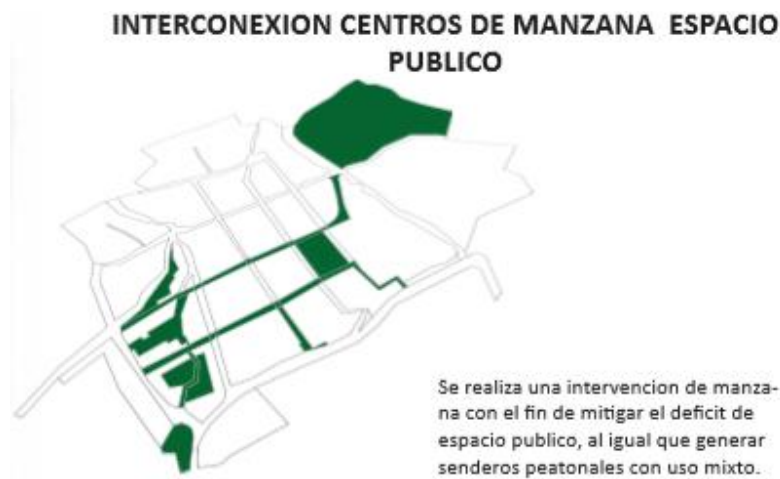 INTERCONEXION CENTROS DE MANZANA ESPACIO
PUBLICO
Se realiza una intervencion de manza-
na con el fin de mitigar el deficit de
espacio publico, al igual que generar
senderos peatonales con uso mixto.